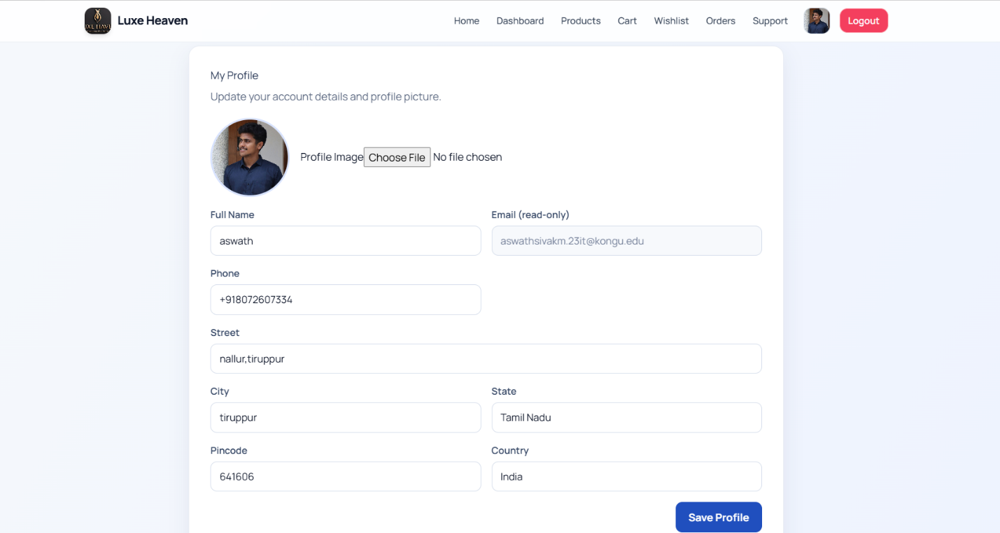 Luxe Heaven Home Dashboard Products Cart Wishlist Orders Support Logout
My Profile
Update your account details and profile picture.
Profile Image Choose File No file chosen
Full Name Email (read-only)
aswath aswathsivakm.23it@kongu.edu
Phone
+918072607334
Street
nallur,tiruppur
City State
tiruppur Tamil Nadu
Pincode Country
641606 India
Save Profile